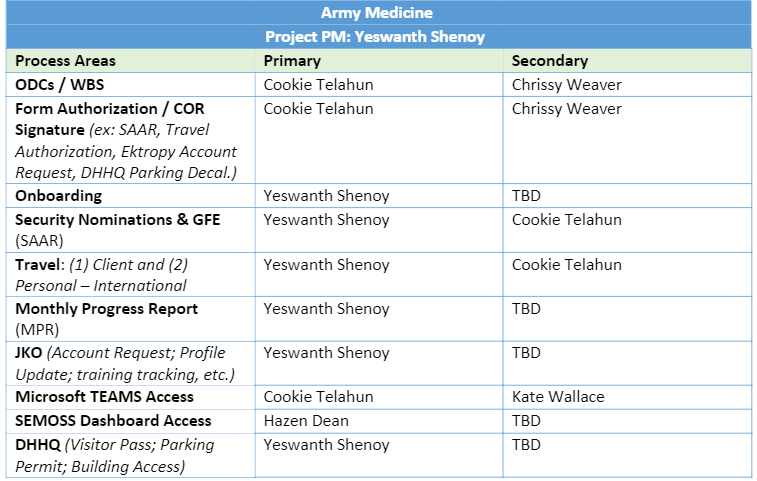 Army Medicine
Project PM: Yeswanth Shenoy
Process Areas Primary Secondary
ODCs / WBS Cookie Telahun Chrissy Weaver
Form Authorization / COR Cookie Telahun Chrissy Weaver
Signature (ex: SAAR, Travel
Authorization, Ektropy Account
Request, DHHQ Parking Decal.)
Onboarding Yeswanth Shenoy TBD
Security Nominations & GFE Yeswanth Shenoy Cookie Telahun
(SAAR)
Travel: (1) Client and (2) Yeswanth Shenoy Cookie Telahun
Personal – International
Monthly Progress Report Yeswanth Shenoy TBD
(MPR)
JKO (Account Request; Profile Yeswanth Shenoy TBD
Update; training tracking, etc.)
Microsoft TEAMS Access Cookie Telahun Kate Wallace
SEMOSS Dashboard Access Hazen Dean TBD
DHHQ (Visitor Pass; Parking Yeswanth Shenoy TBD
Permit; Building Access)